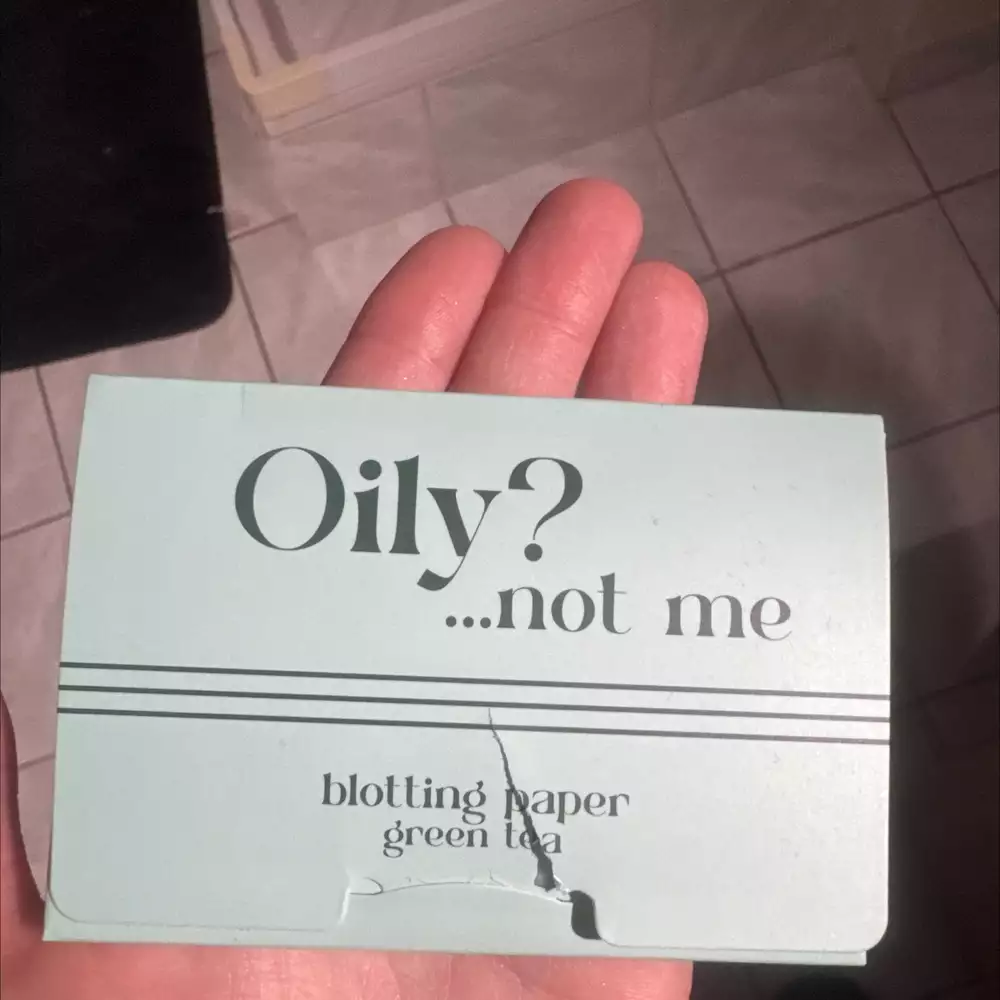 Oily?
...not me
blotting paper
green tea